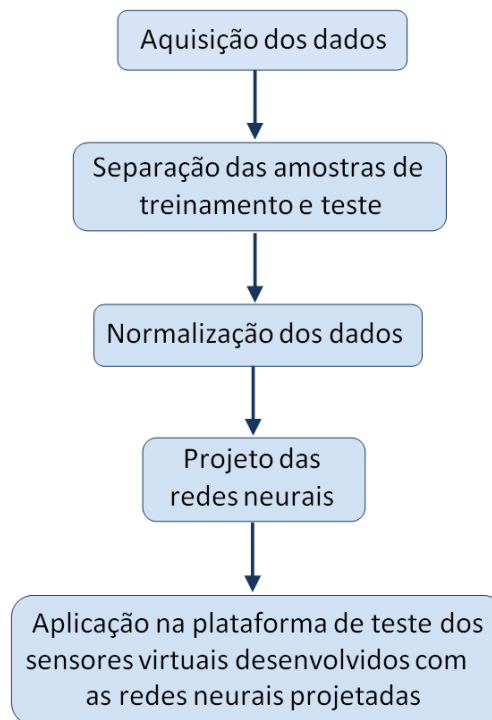 Aquisição dos dados
Separação das amostras de
treinamento e teste
Normalização dos dados
Projeto das
redes neurais
Aplicação na plataforma de teste dos
sensores virtuais desenvolvidos com
as redes neurais projetadas